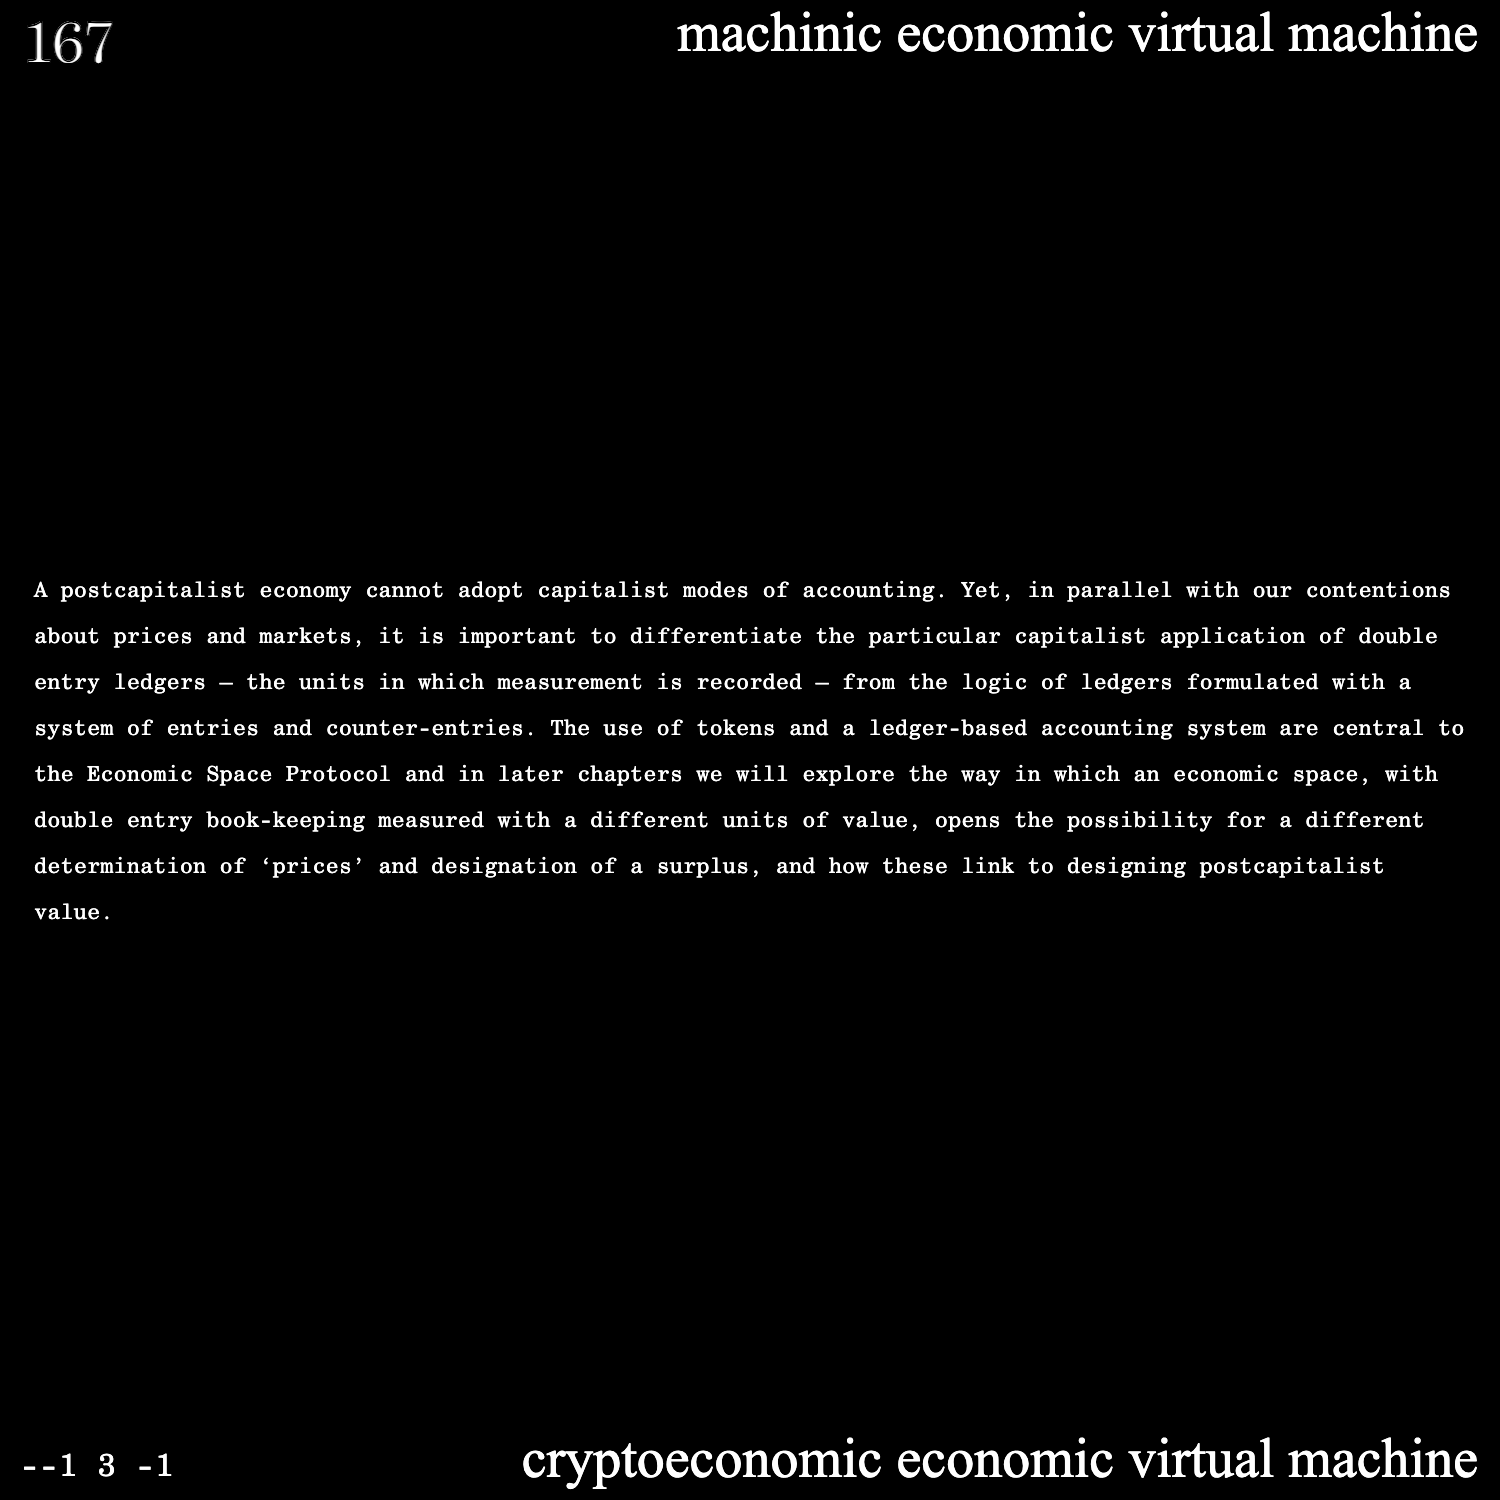 167
machinic economic virtual machine
A postcapitalist economy cannot adopt capitalist modes of accounting. Yet, in parallel with our contentions
about prices and markets, it is important to differentiate the particular capitalist application of double
entry ledgers — the units in which measurement is recorded — from the logic of ledgers formulated with a
system of entries and counter-entries. The use of tokens and a ledger-based accounting system are central to
the Economic Space Protocol and in later chapters we will explore the way in which an economic space, with
double entry book-keeping measured with a different units of value, opens the possibility for a different
determination of ‘prices’ and designation of a surplus, and how these link to designing postcapitalist
value.
--1 3 -1
cryptoeconomic economic virtual machine